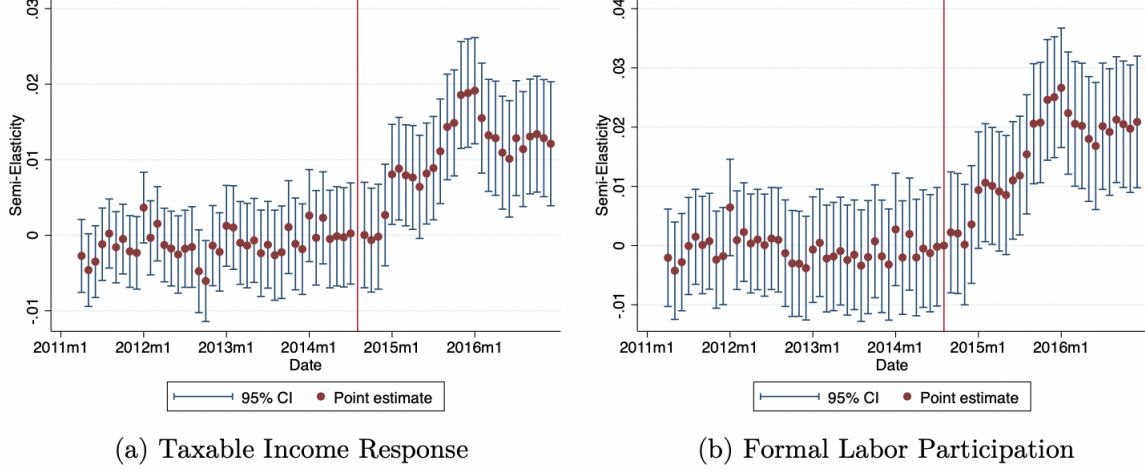 .03
.02
.01
0
-.01
Semi-Elasticity
2011m1 2012m1 2013m1 2014m1 2015m1 2016m1
Date
95% CI Point estimate
(a) Taxable Income Response
.04
.03
.02
.01
0
-.01
Semi-Elasticity
2011m1 2012m1 2013m1 2014m1 2015m1 2016m1
Date
95% CI Point estimate
(b) Formal Labor Participation